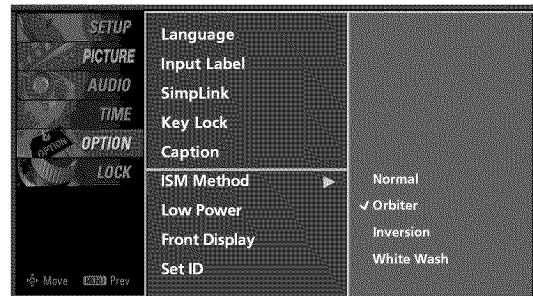 SETUP
PICTURE
AUDIO
TIME
OPTION
LOCK
Move MENU Prev
Language
Input Label
SimpLink
Key Lock
Caption
ISM Method
Low Power
Front Display
Set ID
Normal
Orbiter
Inversion
White Wash
OPTION